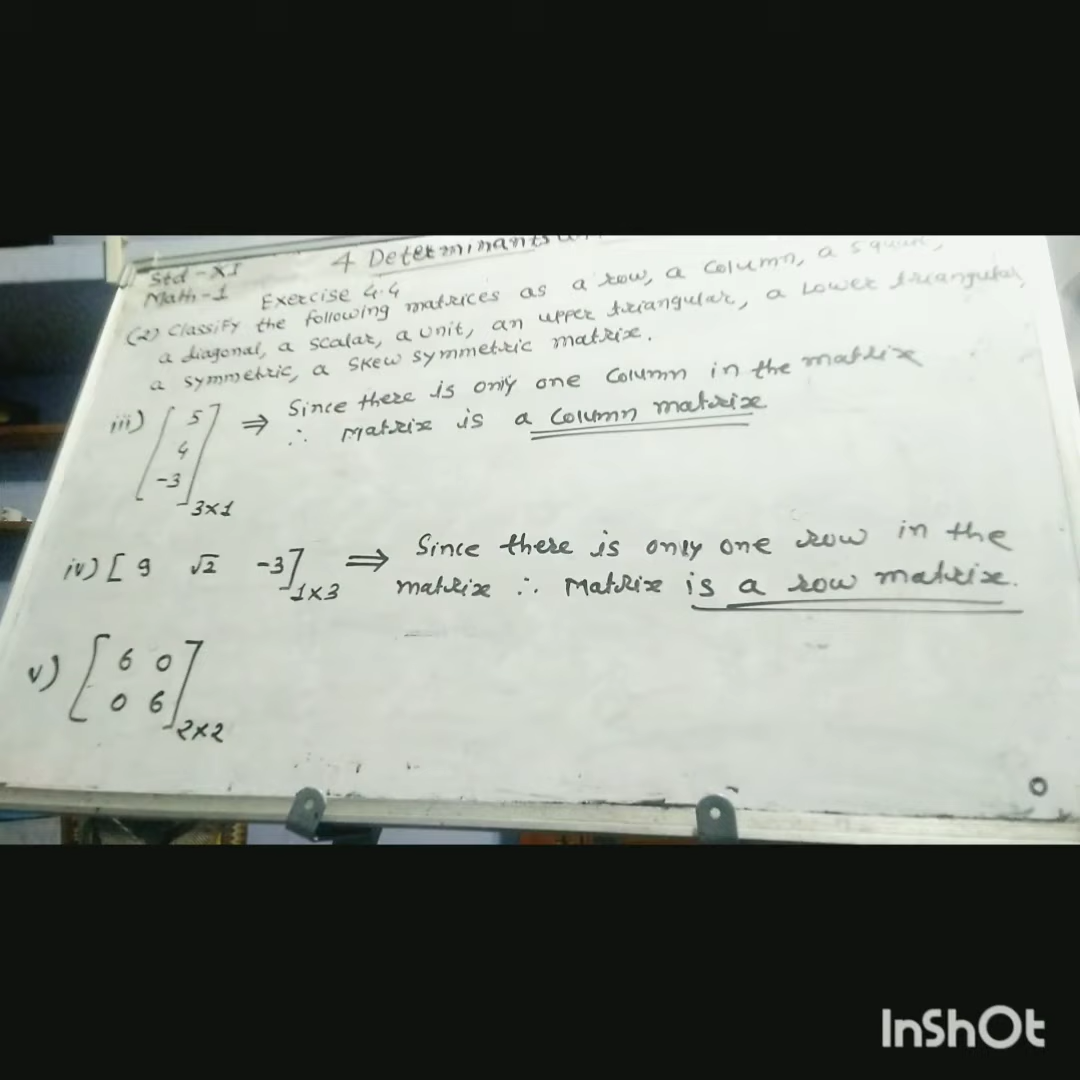 Std - XI 4 Determinants
Math - 1 Exercise 4.4
(2) Classify the following matrices as a row, a column, a square,
a diagonal, a scalar, a unit, an upper triangular, a lower triangular,
a symmetric, a skew symmetric matrix.
iii) [ 5 ⇒ Since there is only one column in the matrix
4 ∴ Matrix is a column matrix
-3 ] 3×1
iv) [ 9 √2 -3 ] 1×3 ⇒ Since there is only one row in the
matrix ∴ Matrix is a row matrix.
v) [ 6 0
0 6 ] 2×2
InShOt